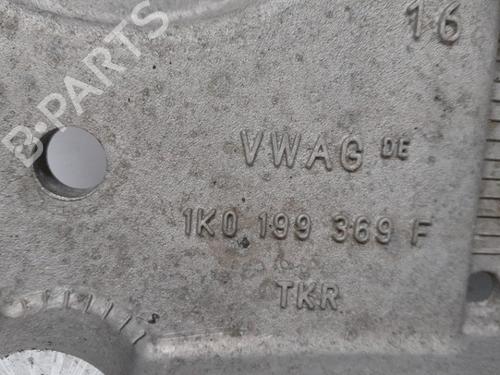 16
B-PARTS
VWAG DE
1K0 199 369 F
TKR